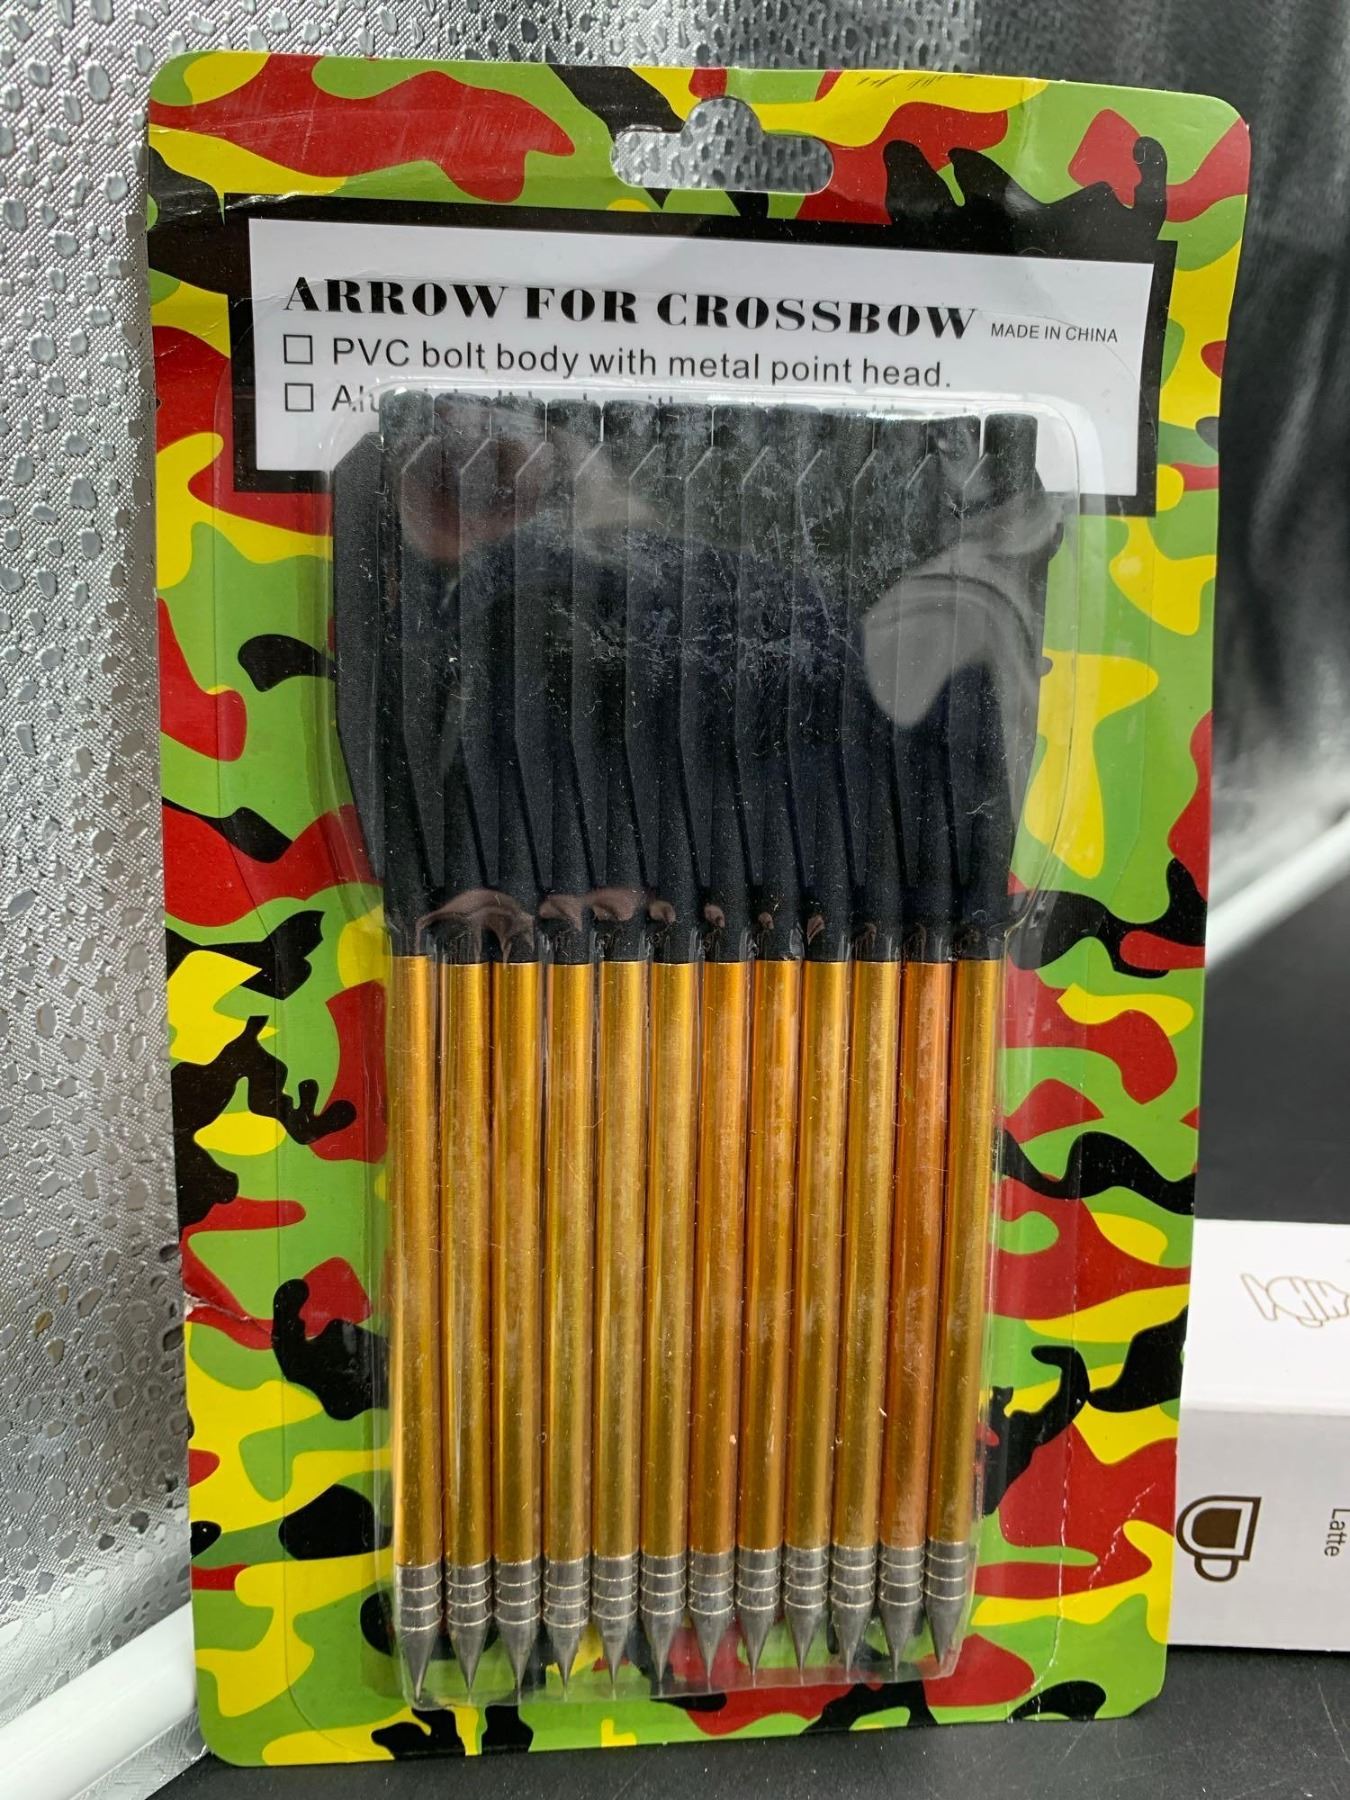 ARROW FOR CROSSBOW MADE IN CHINA
☐ PVC bolt body with metal point head.
☐
Latte